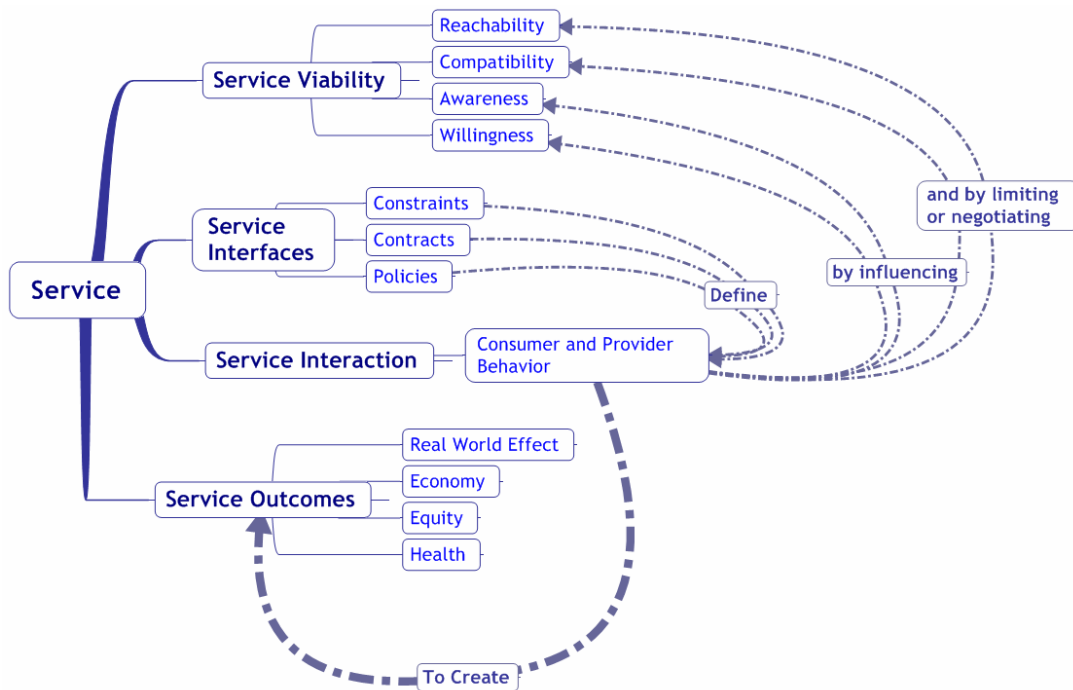 Reachability
Service Viability
Compatibility
Awareness
Willingness
and by limiting
or negotiating
Service
Interfaces
Constraints
Contracts
Policies
by influencing
Define
Service
Service Interaction
Consumer and Provider
Behavior
Real World Effect
Service Outcomes
Economy
Equity
Health
To Create